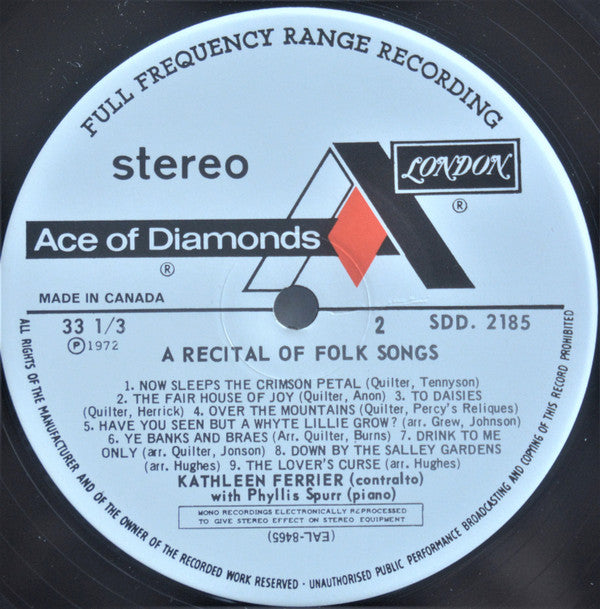 FULL FREQUENCY RANGE RECORDING
stereo
LONDON
®
Ace of Diamonds
®
MADE IN CANADA
33 1/3
2
SDD. 2185
Ⓟ1972
A RECITAL OF FOLK SONGS
1. NOW SLEEPS THE CRIMSON PETAL (Quilter, Tennyson)
2. THE FAIR HOUSE OF JOY (Quilter, Anon) 3. TO DAISIES
(Quilter, Herrick) 4. OVER THE MOUNTAINS (Quilter, Percy's Reliques)
5. HAVE YOU SEEN BUT A WHYTE LILLIE GROW? (arr. Grew, Johnson)
6. YE BANKS AND BRAES (Arr. Quilter, Burns) 7. DRINK TO ME
ONLY (arr. Quilter, Jonson) 8. DOWN BY THE SALLEY GARDENS
(arr. Hughes) 9. THE LOVER'S CURSE (arr. Hughes)
KATHLEEN FERRIER (contralto)
with Phyllis Spurr (piano)
MONO RECORDINGS ELECTRONICALLY REPROCESSED
TO GIVE STEREO EFFECT ON STEREO EQUIPMENT
(EAL-8465)
ALL RIGHTS OF THE MANUFACTURER AND OF THE OWNER OF THE RECORDED WORK RESERVED - UNAUTHORISED PUBLIC PERFORMANCE BROADCASTING AND COPYING OF THIS RECORD PROHIBITED